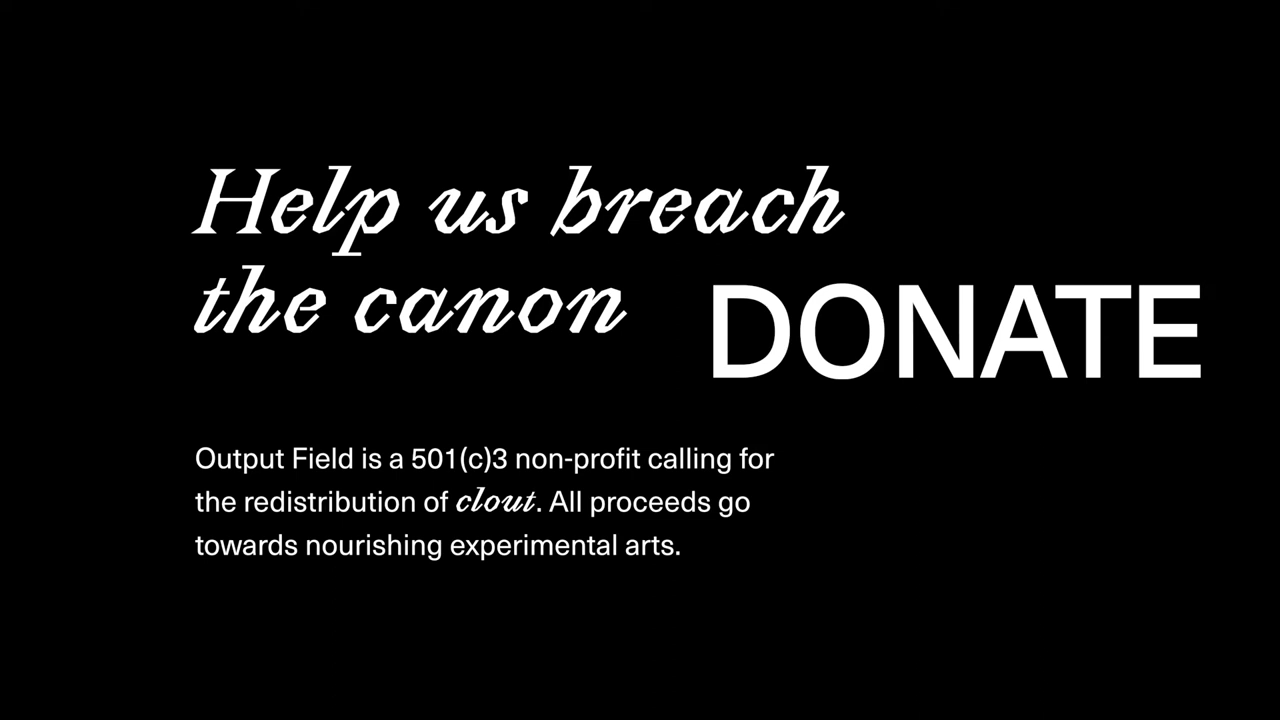 Help us breach
the canon
DONATE
Output Field is a 501(c)3 non-profit calling for
the redistribution of clout. All proceeds go
towards nourishing experimental arts.